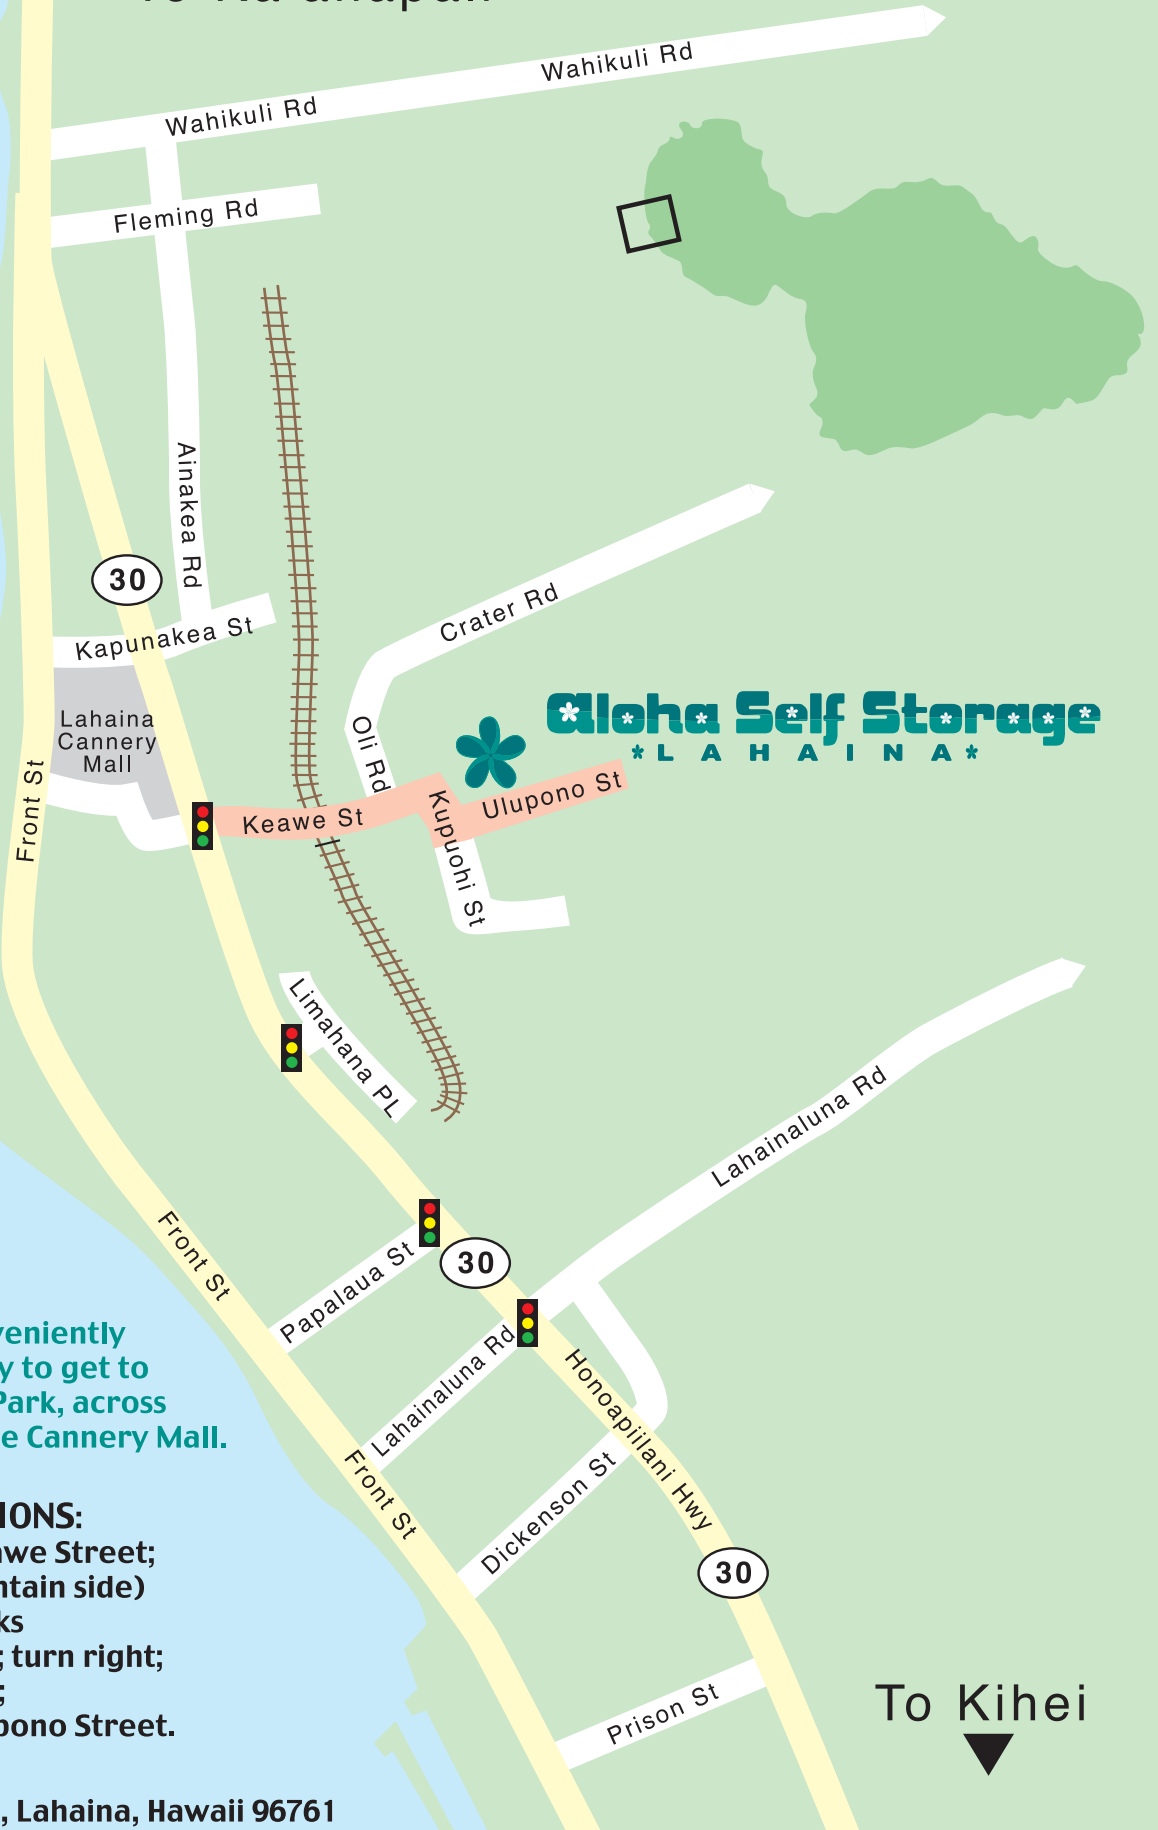 Wahikuli Rd
Wahikuli Rd
Fleming Rd
Ainakea Rd
30
Kapunakea St
Crater Rd
Lahaina
Cannery
Mall
Oli Rd
aloha Self Storage
LAHAINA
Front St
Keawe St
Kupuohi St
Ulupono St
Limahana PL
Lahainaluna Rd
Front St
Papalaua St
30
Lahainaluna Rd
Honoapiilani Hwy
Front St
Dickenson St
30
Prison St
To Kihei
veniently
y to get to
Park, across
e Cannery Mall.
IONS:
awe Street;
ntain side)
ks
; turn right;
;
pono Street.
, Lahaina, Hawaii 96761